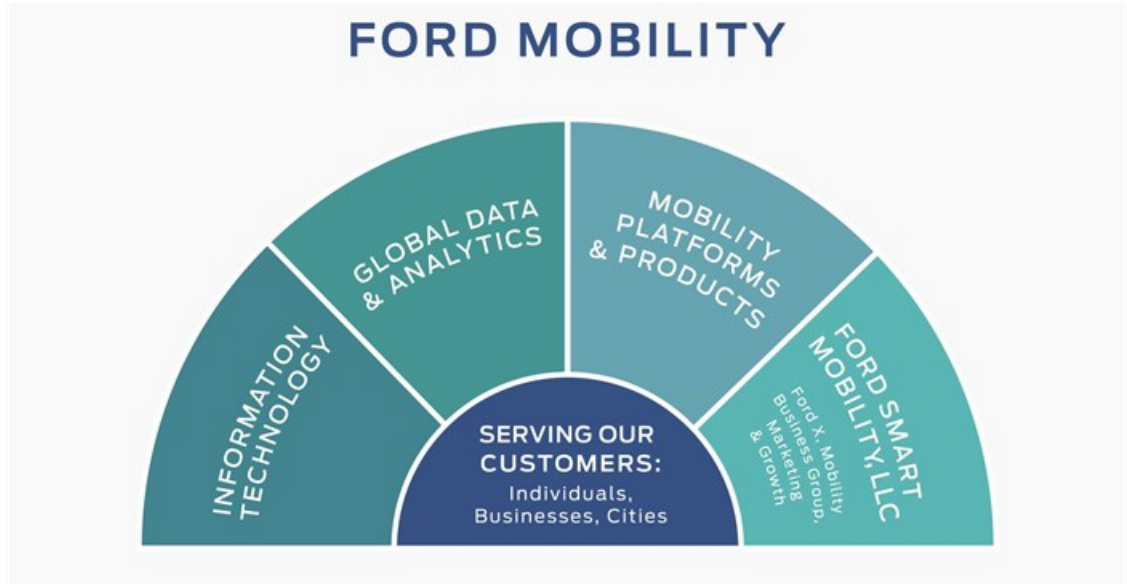 FORD MOBILITY
INFORMATION
TECHNOLOGY
GLOBAL DATA
& ANALYTICS
MOBILITY
PLATFORMS
& PRODUCTS
FORD SMART
MOBILITY, LLC
Ford X, Mobility
Business Group,
Marketing
& Growth
SERVING OUR
CUSTOMERS:
Individuals,
Businesses, Cities